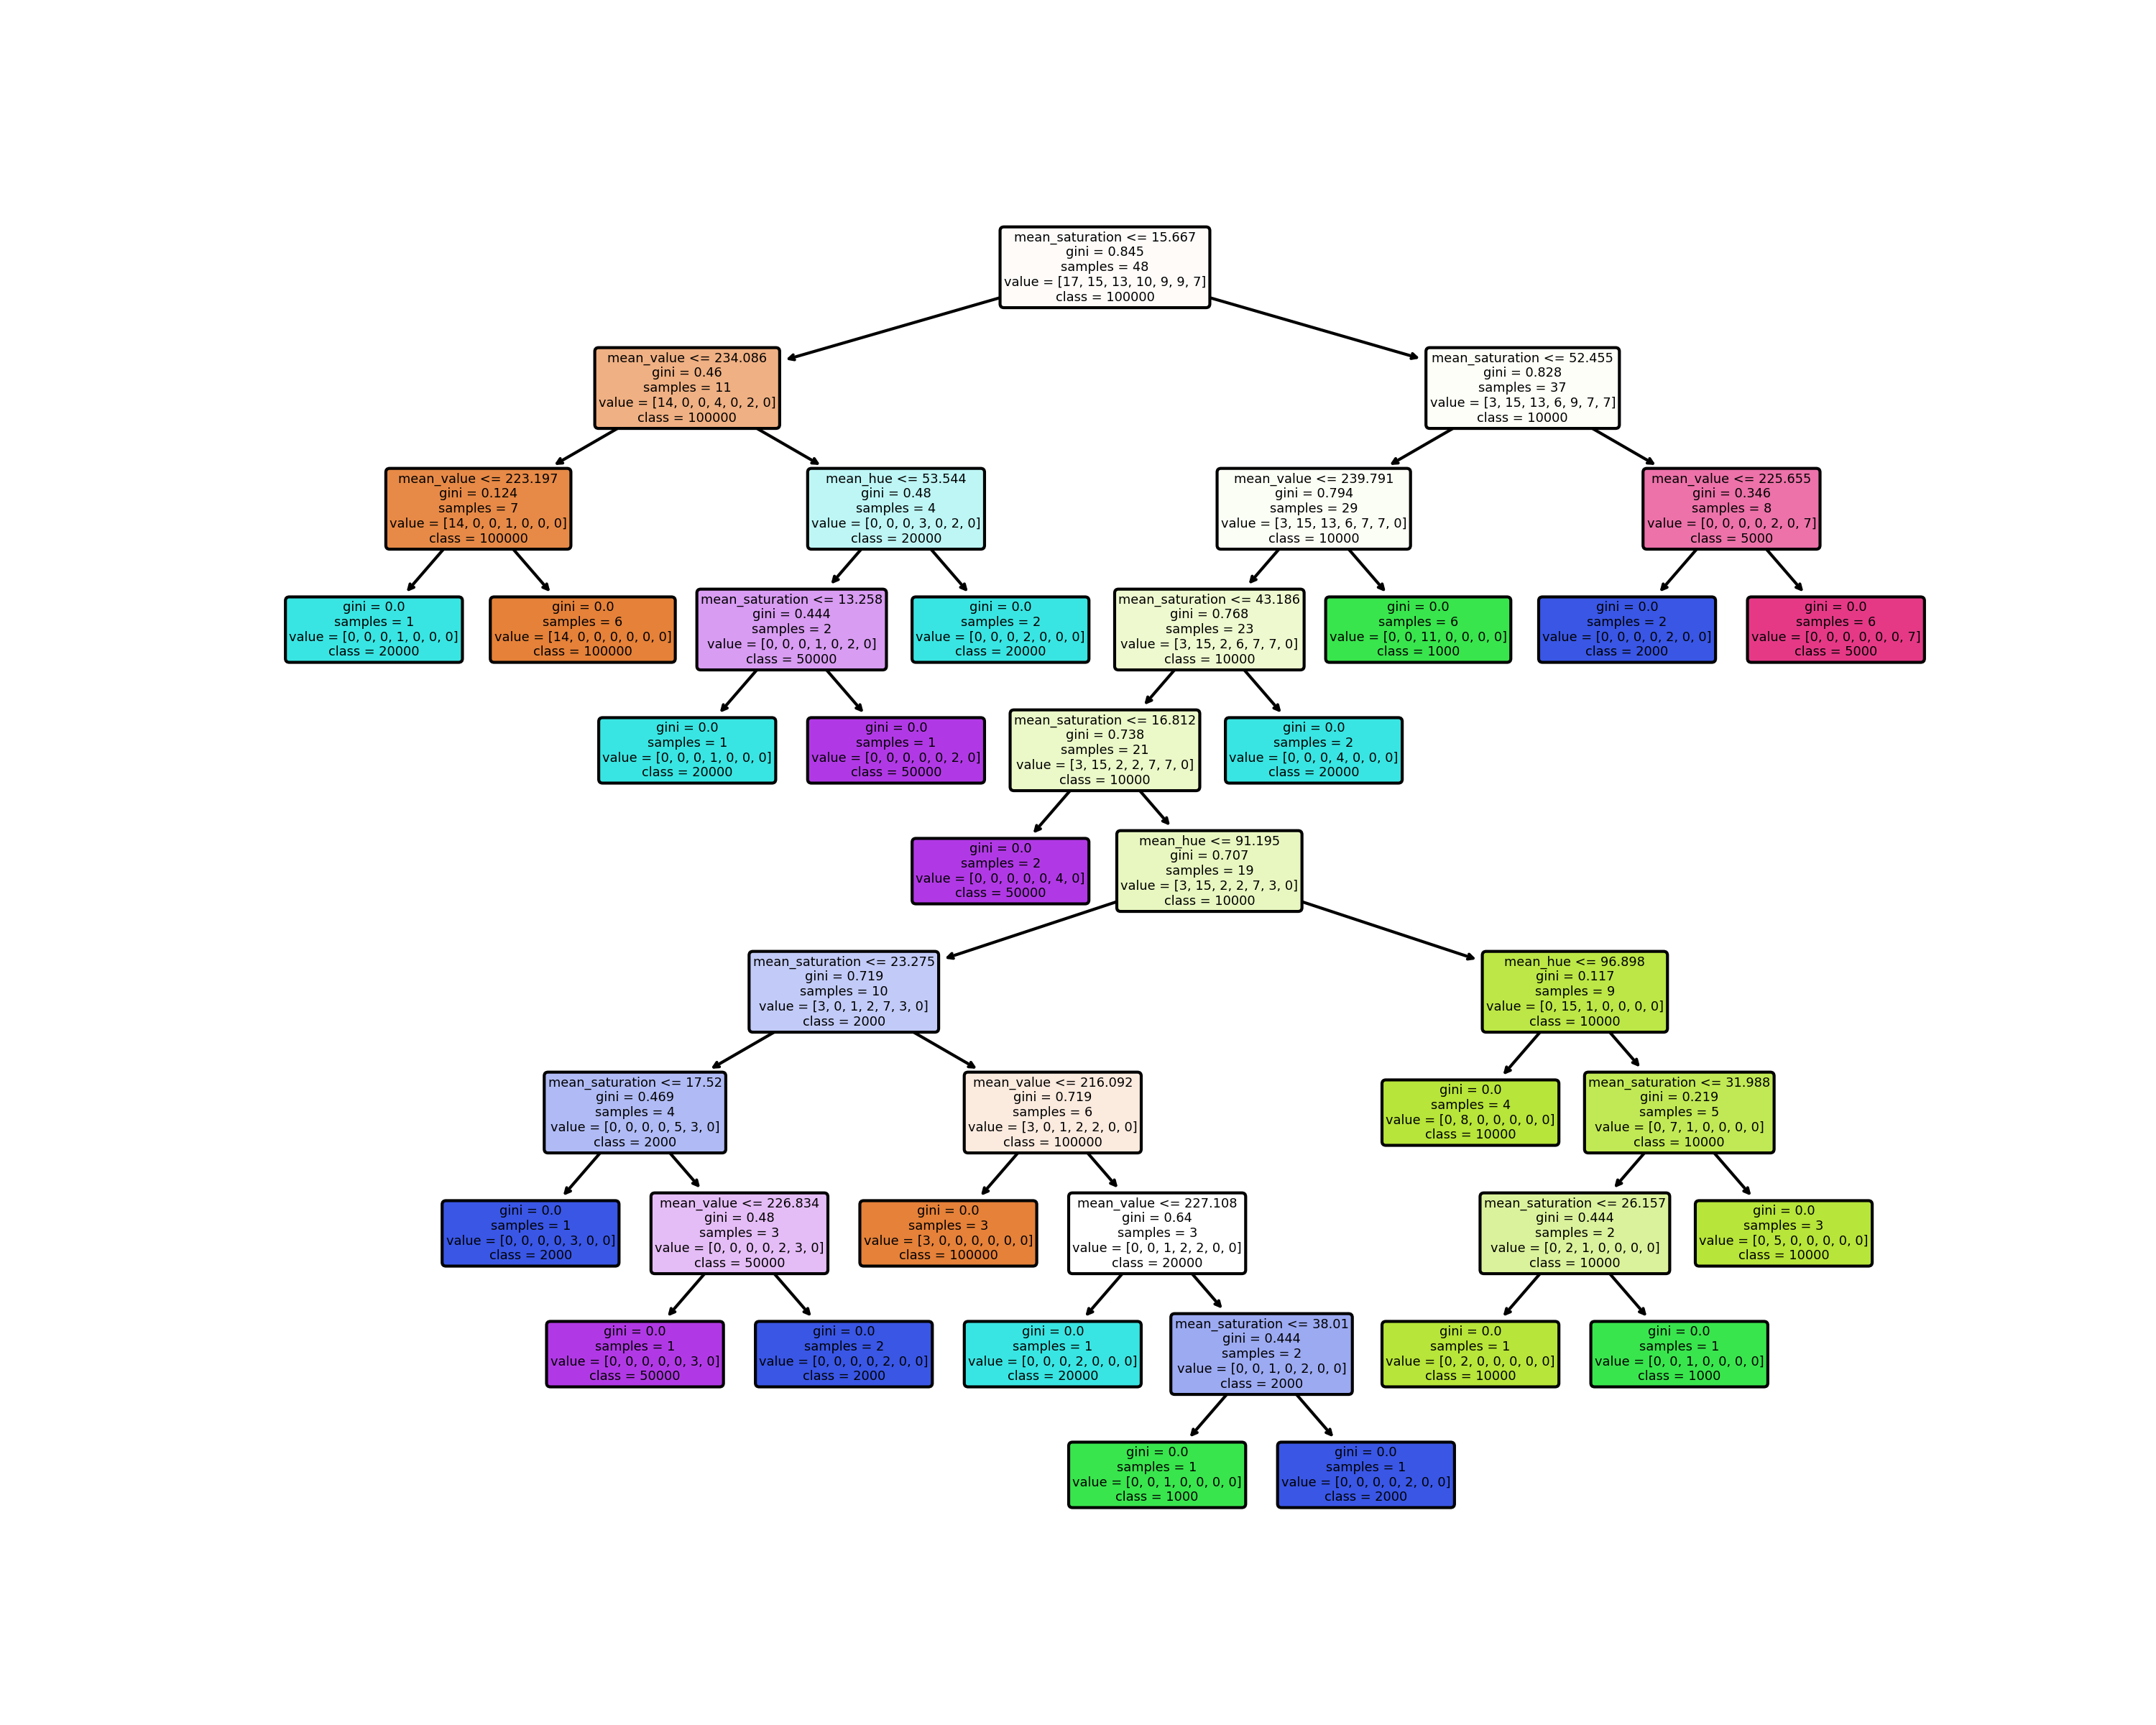 mean_saturation <= 15.667
gini = 0.845
samples = 48
value = [17, 15, 13, 10, 9, 9, 7]
class = 100000
mean_value <= 234.086
gini = 0.46
samples = 11
value = [14, 0, 0, 4, 0, 2, 0]
class = 100000
mean_saturation <= 52.455
gini = 0.828
samples = 37
value = [3, 15, 13, 6, 9, 7, 7]
class = 10000
mean_value <= 223.197
gini = 0.124
samples = 7
value = [14, 0, 0, 1, 0, 0, 0]
class = 100000
mean_hue <= 53.544
gini = 0.48
samples = 4
value = [0, 0, 0, 3, 0, 2, 0]
class = 20000
mean_value <= 239.791
gini = 0.794
samples = 29
value = [3, 15, 13, 6, 7, 7, 0]
class = 10000
mean_value <= 225.655
gini = 0.346
samples = 8
value = [0, 0, 0, 0, 2, 0, 7]
class = 5000
gini = 0.0
samples = 1
value = [0, 0, 0, 1, 0, 0, 0]
class = 20000
gini = 0.0
samples = 6
value = [14, 0, 0, 0, 0, 0, 0]
class = 100000
mean_saturation <= 13.258
gini = 0.444
samples = 2
value = [0, 0, 0, 1, 0, 2, 0]
class = 50000
gini = 0.0
samples = 2
value = [0, 0, 0, 2, 0, 0, 0]
class = 20000
mean_saturation <= 43.186
gini = 0.768
samples = 23
value = [3, 15, 2, 6, 7, 7, 0]
class = 10000
gini = 0.0
samples = 6
value = [0, 0, 11, 0, 0, 0, 0]
class = 1000
gini = 0.0
samples = 2
value = [0, 0, 0, 0, 2, 0, 0]
class = 2000
gini = 0.0
samples = 6
value = [0, 0, 0, 0, 0, 0, 7]
class = 5000
gini = 0.0
samples = 1
value = [0, 0, 0, 1, 0, 0, 0]
class = 20000
gini = 0.0
samples = 1
value = [0, 0, 0, 0, 0, 2, 0]
class = 50000
mean_saturation <= 16.812
gini = 0.738
samples = 21
value = [3, 15, 2, 2, 7, 7, 0]
class = 10000
gini = 0.0
samples = 2
value = [0, 0, 0, 4, 0, 0, 0]
class = 20000
gini = 0.0
samples = 2
value = [0, 0, 0, 0, 0, 4, 0]
class = 50000
mean_hue <= 91.195
gini = 0.707
samples = 19
value = [3, 15, 2, 2, 7, 3, 0]
class = 10000
mean_saturation <= 23.275
gini = 0.719
samples = 10
value = [3, 0, 1, 2, 7, 3, 0]
class = 2000
mean_hue <= 96.898
gini = 0.117
samples = 9
value = [0, 15, 1, 0, 0, 0, 0]
class = 10000
mean_saturation <= 17.52
gini = 0.469
samples = 4
value = [0, 0, 0, 0, 5, 3, 0]
class = 2000
mean_value <= 216.092
gini = 0.719
samples = 6
value = [3, 0, 1, 2, 2, 0, 0]
class = 100000
gini = 0.0
samples = 4
value = [0, 8, 0, 0, 0, 0, 0]
class = 10000
mean_saturation <= 31.988
gini = 0.219
samples = 5
value = [0, 7, 1, 0, 0, 0, 0]
class = 10000
gini = 0.0
samples = 1
value = [0, 0, 0, 0, 3, 0, 0]
class = 2000
mean_value <= 226.834
gini = 0.48
samples = 3
value = [0, 0, 0, 0, 2, 3, 0]
class = 50000
gini = 0.0
samples = 3
value = [3, 0, 0, 0, 0, 0, 0]
class = 100000
mean_value <= 227.108
gini = 0.64
samples = 3
value = [0, 0, 1, 2, 2, 0, 0]
class = 20000
mean_saturation <= 26.157
gini = 0.444
samples = 2
value = [0, 2, 1, 0, 0, 0, 0]
class = 10000
gini = 0.0
samples = 3
value = [0, 5, 0, 0, 0, 0, 0]
class = 10000
gini = 0.0
samples = 1
value = [0, 0, 0, 0, 0, 3, 0]
class = 50000
gini = 0.0
samples = 2
value = [0, 0, 0, 0, 2, 0, 0]
class = 2000
gini = 0.0
samples = 1
value = [0, 0, 0, 2, 0, 0, 0]
class = 20000
mean_saturation <= 38.01
gini = 0.444
samples = 2
value = [0, 0, 1, 0, 2, 0, 0]
class = 2000
gini = 0.0
samples = 1
value = [0, 2, 0, 0, 0, 0, 0]
class = 10000
gini = 0.0
samples = 1
value = [0, 0, 1, 0, 0, 0, 0]
class = 1000
gini = 0.0
samples = 1
value = [0, 0, 1, 0, 0, 0, 0]
class = 1000
gini = 0.0
samples = 1
value = [0, 0, 0, 0, 2, 0, 0]
class = 2000